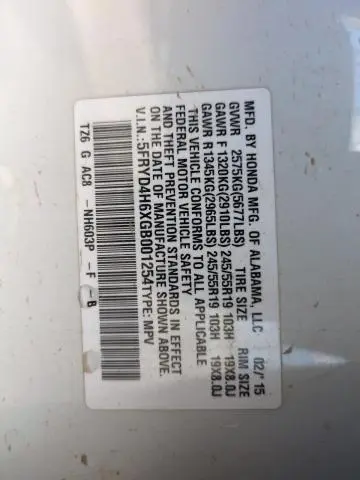 MFD. BY HONDA MFG. OF ALABAMA, LLC 02/'15
GVWR 2575KG(5677LBS) TIRE SIZE RIM SIZE
GAWR F 1320KG(2910LBS) 245/55R19 103H 19X8.0J
GAWR R 1345KG(2965LBS) 245/55R19 103H 19X8.0J
THIS VEHICLE CONFORMS TO ALL APPLICABLE
FEDERAL MOTOR VEHICLE SAFETY
AND THEFT PREVENTION STANDARDS IN EFFECT
ON THE DATE OF MANUFACTURE SHOWN ABOVE.
V.I.N.:5FRYD4H6XGB001254 TYPE: MPV
TZ6 G AC8 -NH603P -F -B